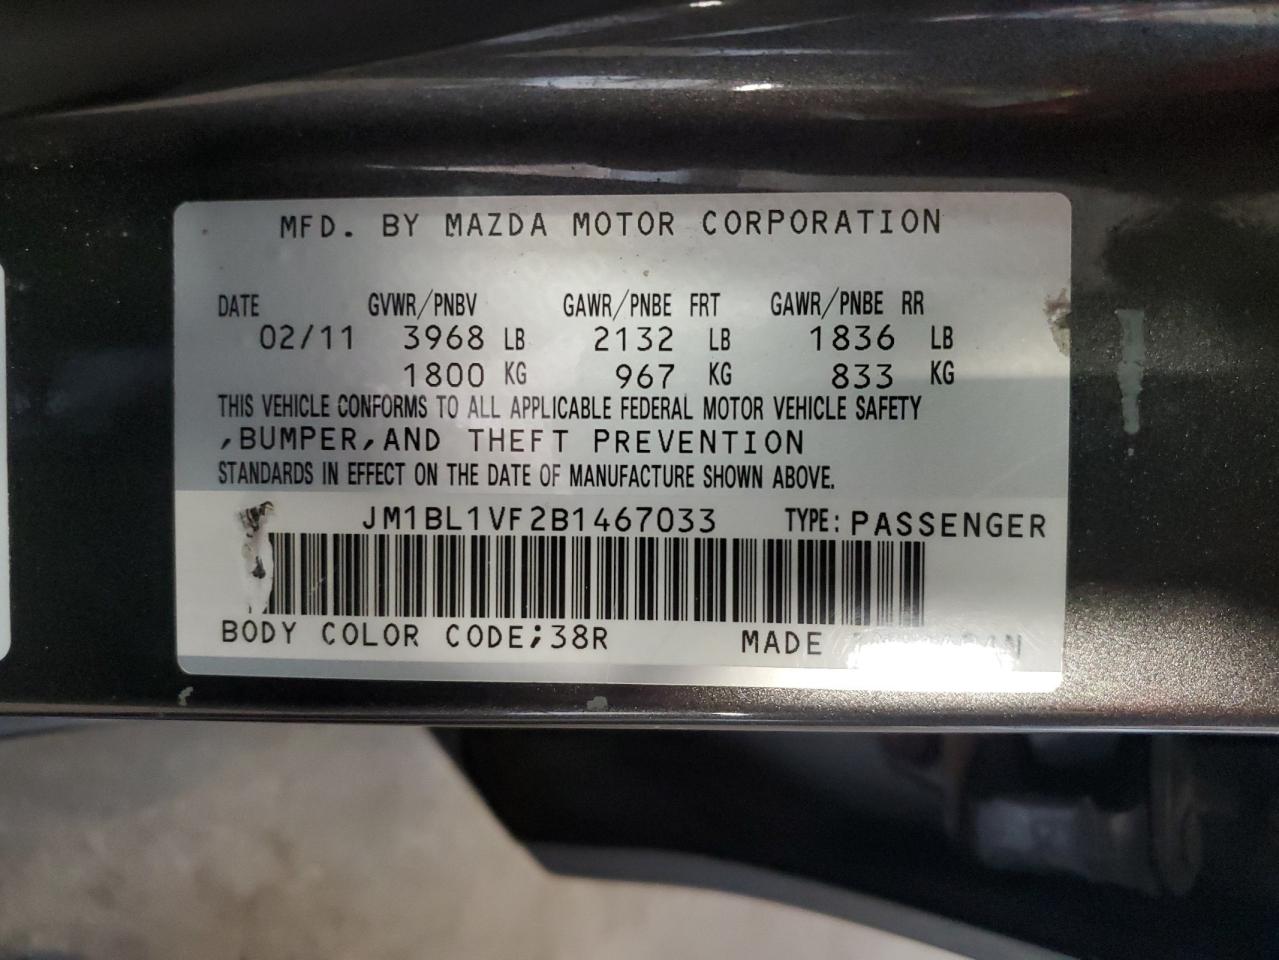 MFD. BY MAZDA MOTOR CORPORATION
DATE GVWR/PNBV GAWR/PNBE FRT GAWR/PNBE RR
02/11 3968 LB 2132 LB 1836 LB
1800 KG 967 KG 833 KG
THIS VEHICLE CONFORMS TO ALL APPLICABLE FEDERAL MOTOR VEHICLE SAFETY
,BUMPER,AND THEFT PREVENTION
STANDARDS IN EFFECT ON THE DATE OF MANUFACTURE SHOWN ABOVE.
JM1BL1VF2B1467033 TYPE: PASSENGER
BODY COLOR CODE;38R MADE